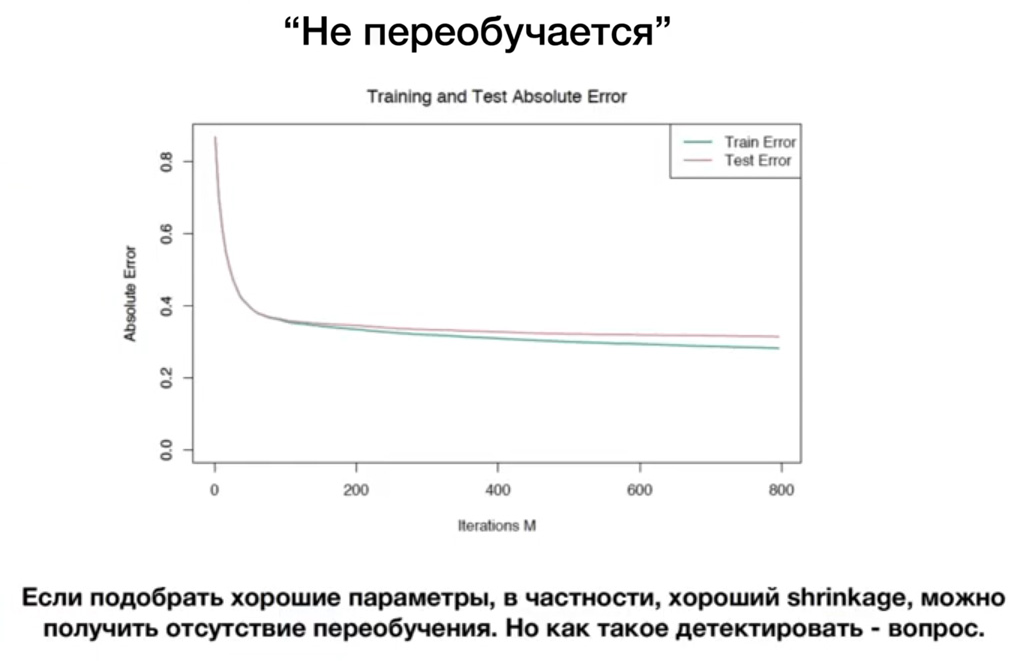 “Не переобучается”
Training and Test Absolute Error
Train Error
Test Error
Absolute Error
0.8
0.6
0.4
0.2
0.0
0 200 400 600 800
Iterations M
Если подобрать хорошие параметры, в частности, хороший shrinkage, можно
получить отсутствие переобучения. Но как такое детектировать - вопрос.